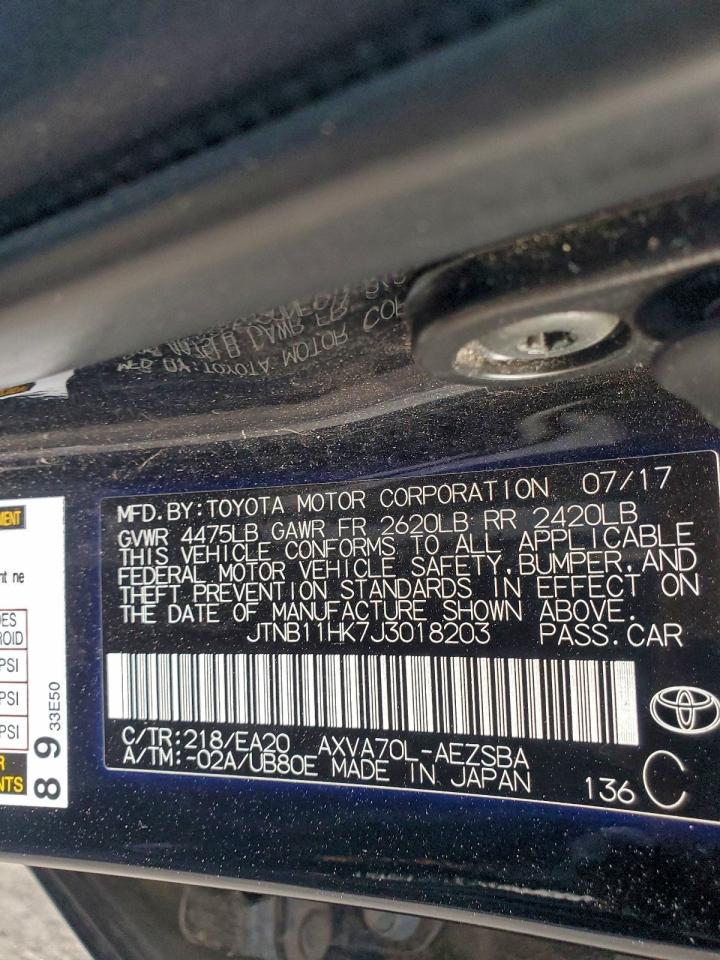 MFD.BY:TOYOTA MOTOR CORPORATION 07/17
GVWR 4475LB GAWR FR 2620LB RR 2420LB
THIS VEHICLE CONFORMS TO ALL APPLICABLE
FEDERAL MOTOR VEHICLE SAFETY,BUMPER,AND
THEFT PREVENTION STANDARDS IN EFFECT ON
THE DATE OF MANUFACTURE SHOWN ABOVE.
JTNB11HK7J3018203 PASS.CAR
C/TR:218/EA20 AXVA70L-AEZSBA
A/TM:-02A/UB80E MADE IN JAPAN
136 C
PSI
PSI
PSI
89
33E50